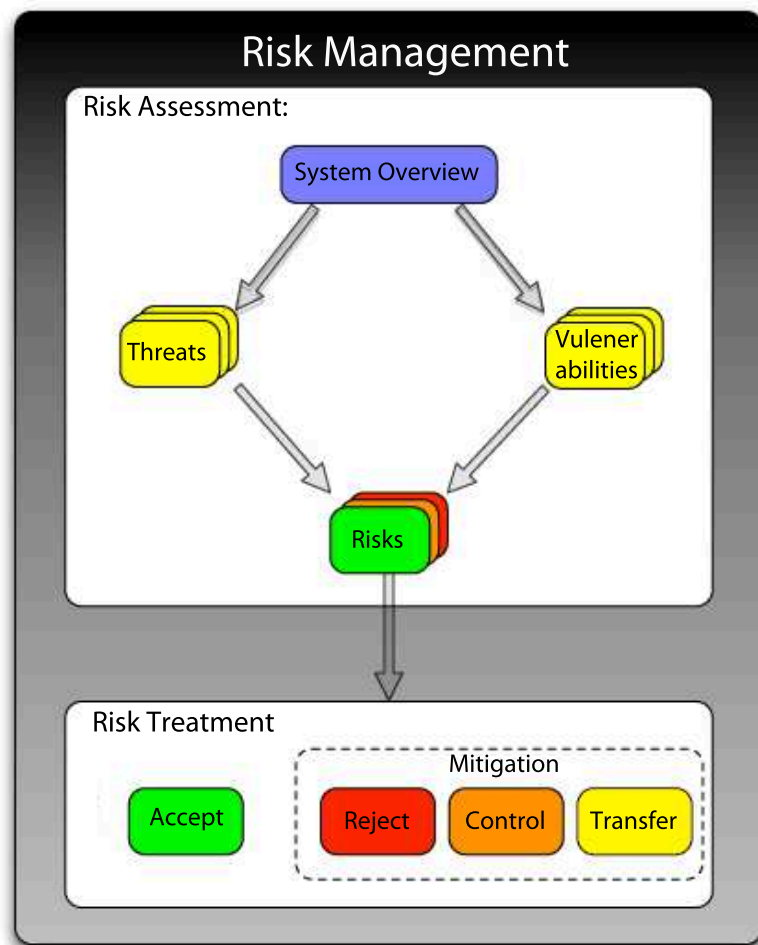 Risk Management
Risk Assessment:
System Overview
Threats
Vulener
abilities
Risks
Risk Treatment
Mitigation
Accept
Reject
Control
Transfer